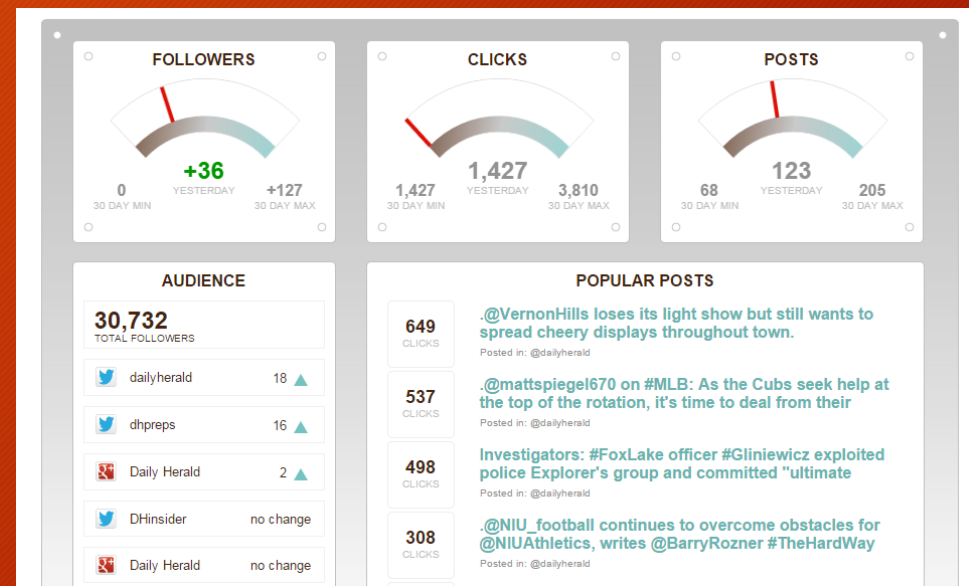 FOLLOWERS
+36
YESTERDAY
0
30 DAY MIN
+127
30 DAY MAX
CLICKS
1,427
YESTERDAY
1,427
30 DAY MIN
3,810
30 DAY MAX
POSTS
123
YESTERDAY
68
30 DAY MIN
205
30 DAY MAX
AUDIENCE
30,732
TOTAL FOLLOWERS
dailyherald 18
dhpreps 16
Daily Herald 2
DHinsider no change
Daily Herald no change
POPULAR POSTS
649
CLICKS
.@VernonHills loses its light show but still wants to
spread cheery displays throughout town.
Posted in: @dailyherald
537
CLICKS
.@mattspiegel670 on #MLB: As the Cubs seek help at
the top of the rotation, it's time to deal from their
Posted in: @dailyherald
498
CLICKS
Investigators: #FoxLake officer #Gliniewicz exploited
police Explorer's group and committed "ultimate
Posted in: @dailyherald
308
CLICKS
.@NIU_football continues to overcome obstacles for
@NIUAthletics, writes @BarryRozner #TheHardWay
Posted in: @dailyherald